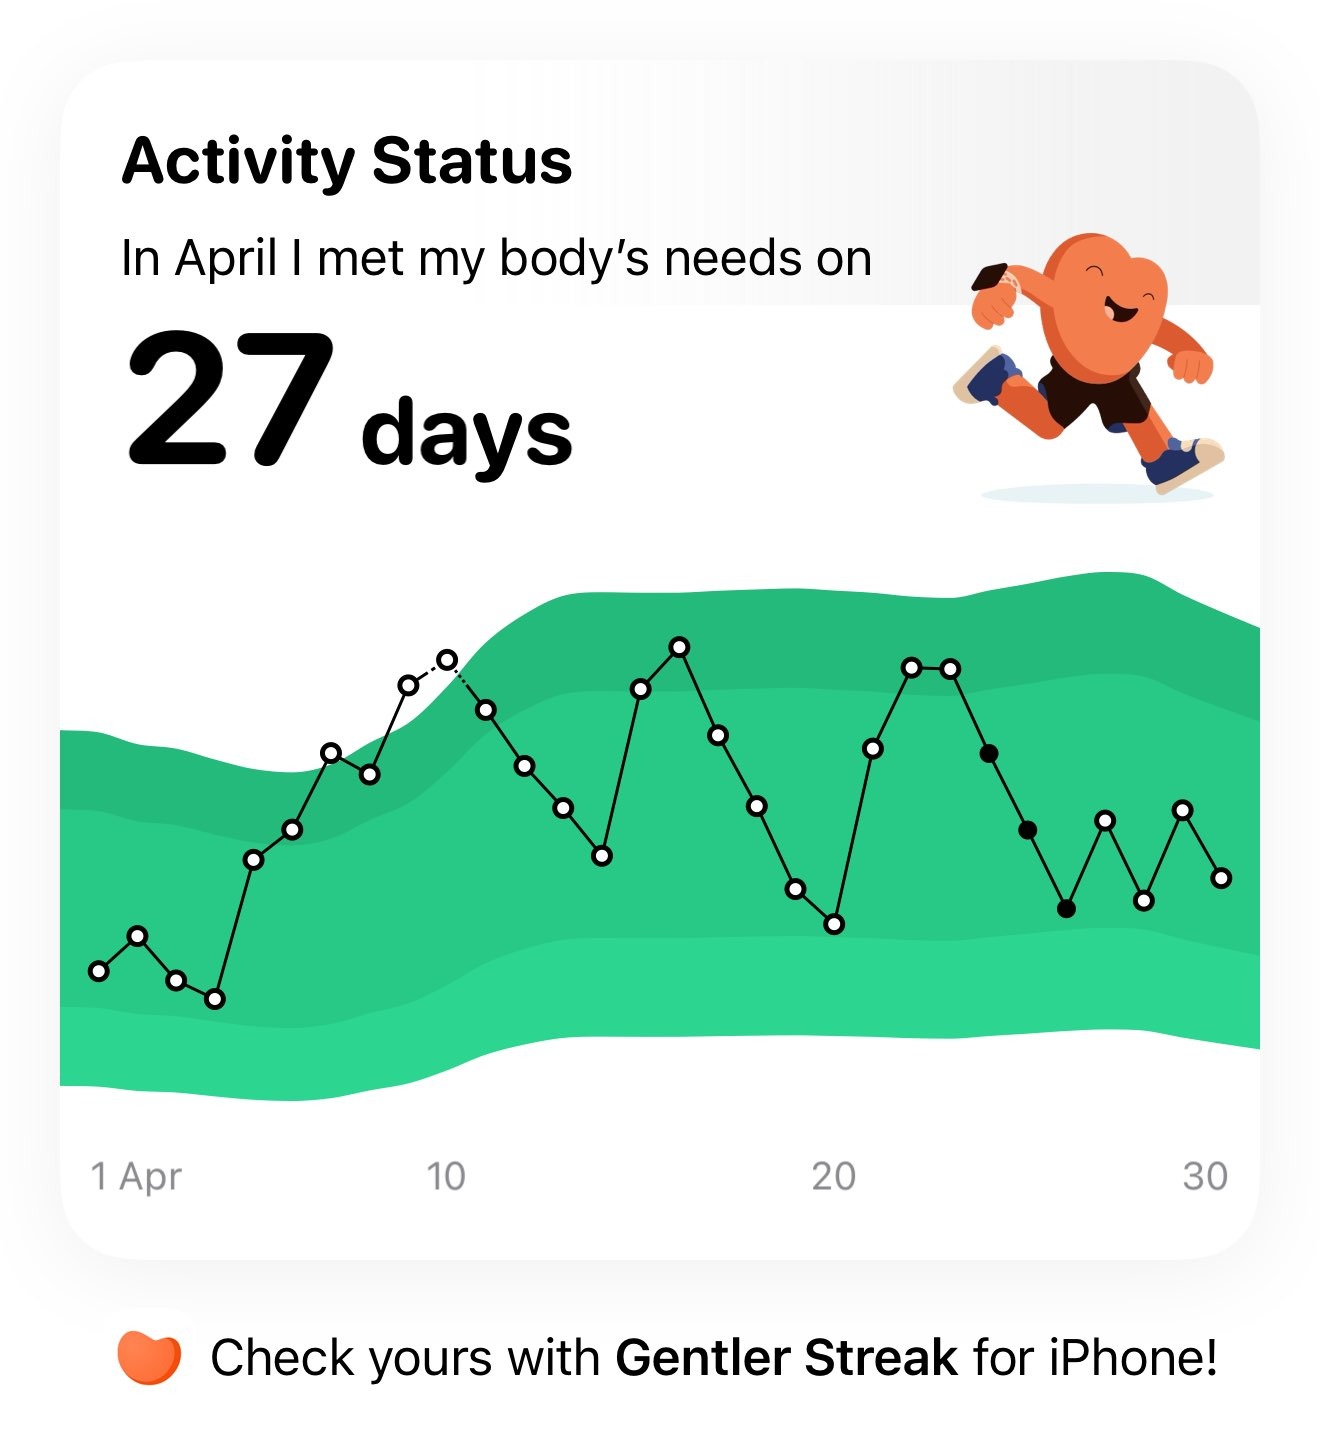 Activity Status
In April I met my body’s needs on
27 days
1 Apr 10 20 30
Check yours with Gentler Streak for iPhone!